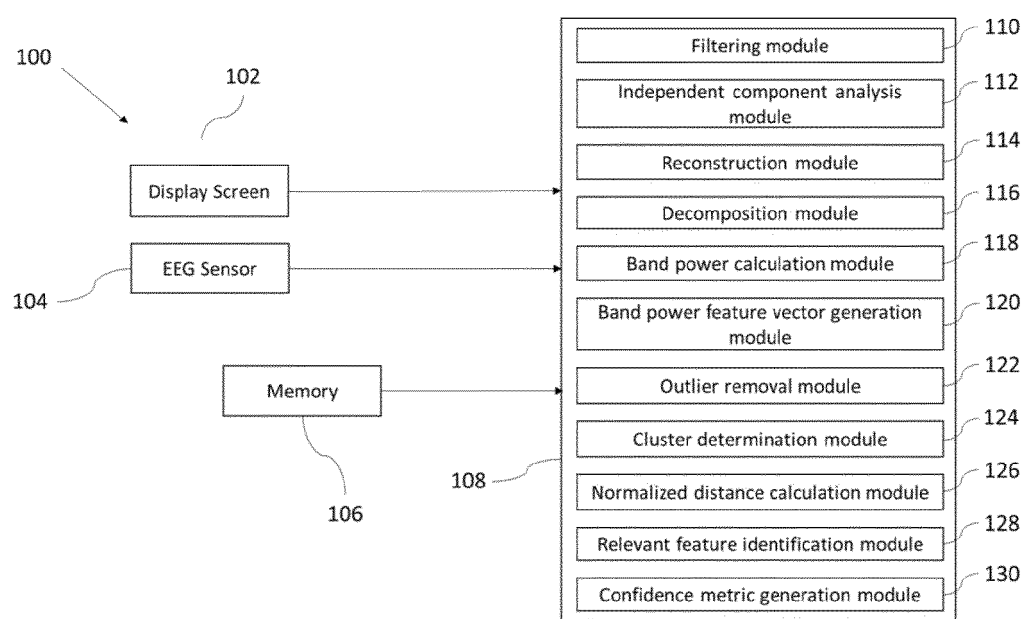 100
102
Display Screen
EEG Sensor
104
Memory
106
108
Filtering module
110
Independent component analysis
module
112
Reconstruction module
114
Decomposition module
116
Band power calculation module
118
Band power feature vector generation
module
120
Outlier removal module
122
Cluster determination module
124
Normalized distance calculation module
126
Relevant feature identification module
128
Confidence metric generation module
130